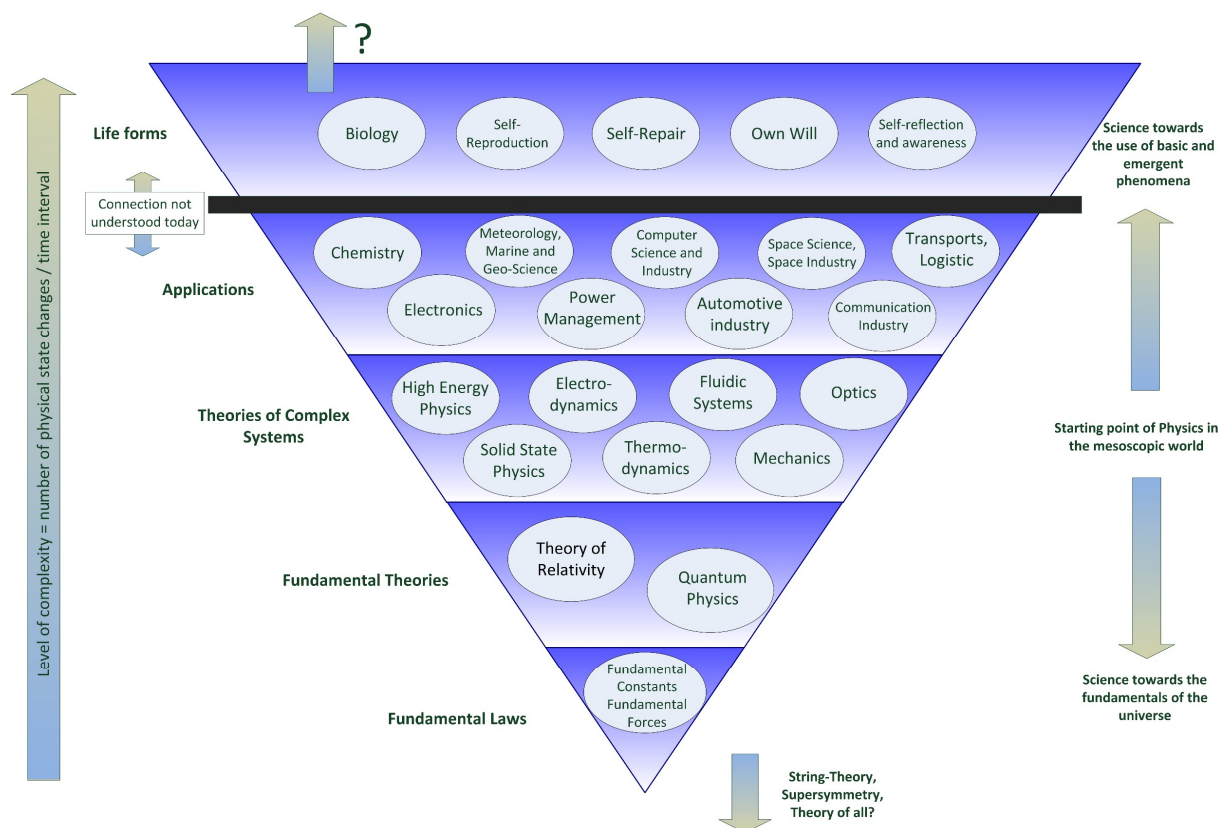 ?
Life forms
Biology
Self-
Reproduction
Self-Repair
Own Will
Self-reflection
and awareness
Science towards
the use of basic and
emergent
phenomena
Connection not
understood today
Level of complexity = number of physical state changes / time interval
Applications
Chemistry
Meteorology,
Marine and
Geo-Science
Computer
Science and
Industry
Space Science,
Space Industry
Transports,
Logistic
Electronics
Power
Management
Automotive
industry
Communication
Industry
Theories of Complex
Systems
High Energy
Physics
Electro-
dynamics
Fluidic
Systems
Optics
Solid State
Physics
Thermo-
dynamics
Mechanics
Starting point of Physics in
the mesoscopic world
Fundamental Theories
Theory of
Relativity
Quantum
Physics
Fundamental Laws
Fundamental
Constants
Fundamental
Forces
Science towards the
fundamentals of the
universe
String-Theory,
Supersymmetry,
Theory of all?